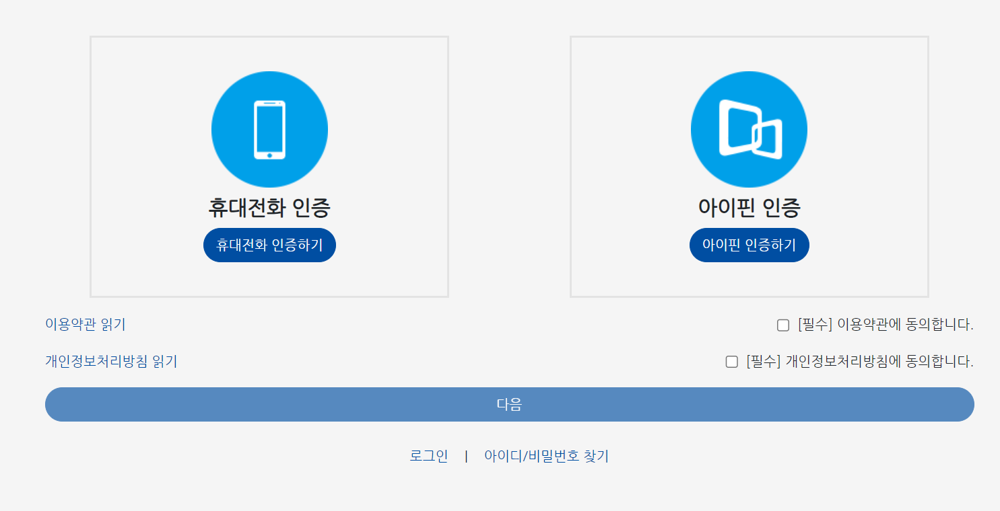 휴대전화 인증
휴대전화 인증하기
아이핀 인증
아이핀 인증하기
이용약관 읽기
[필수] 이용약관에 동의합니다.
개인정보처리방침 읽기
[필수] 개인정보처리방침에 동의합니다.
다음
로그인 | 아이디/비밀번호 찾기